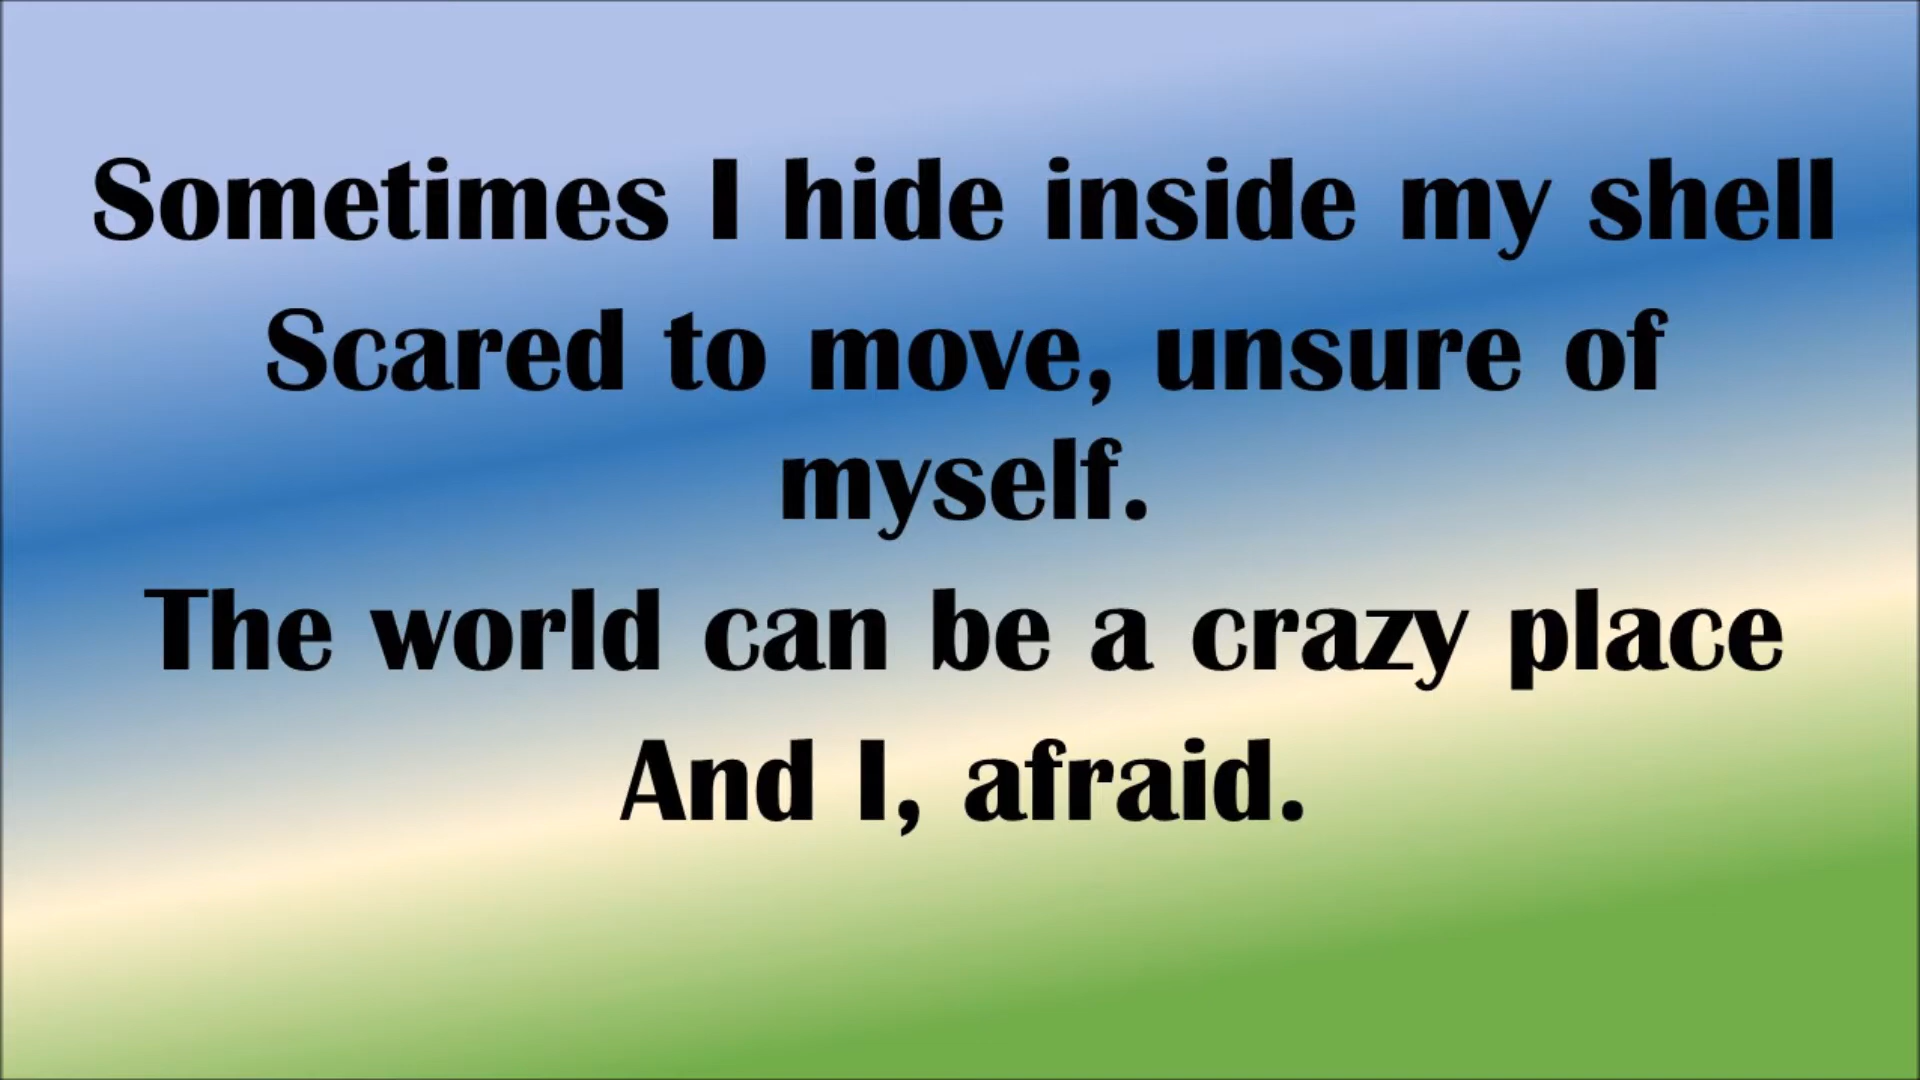 Sometimes I hide inside my shell
Scared to move, unsure of
myself.
The world can be a crazy place
And I, afraid.